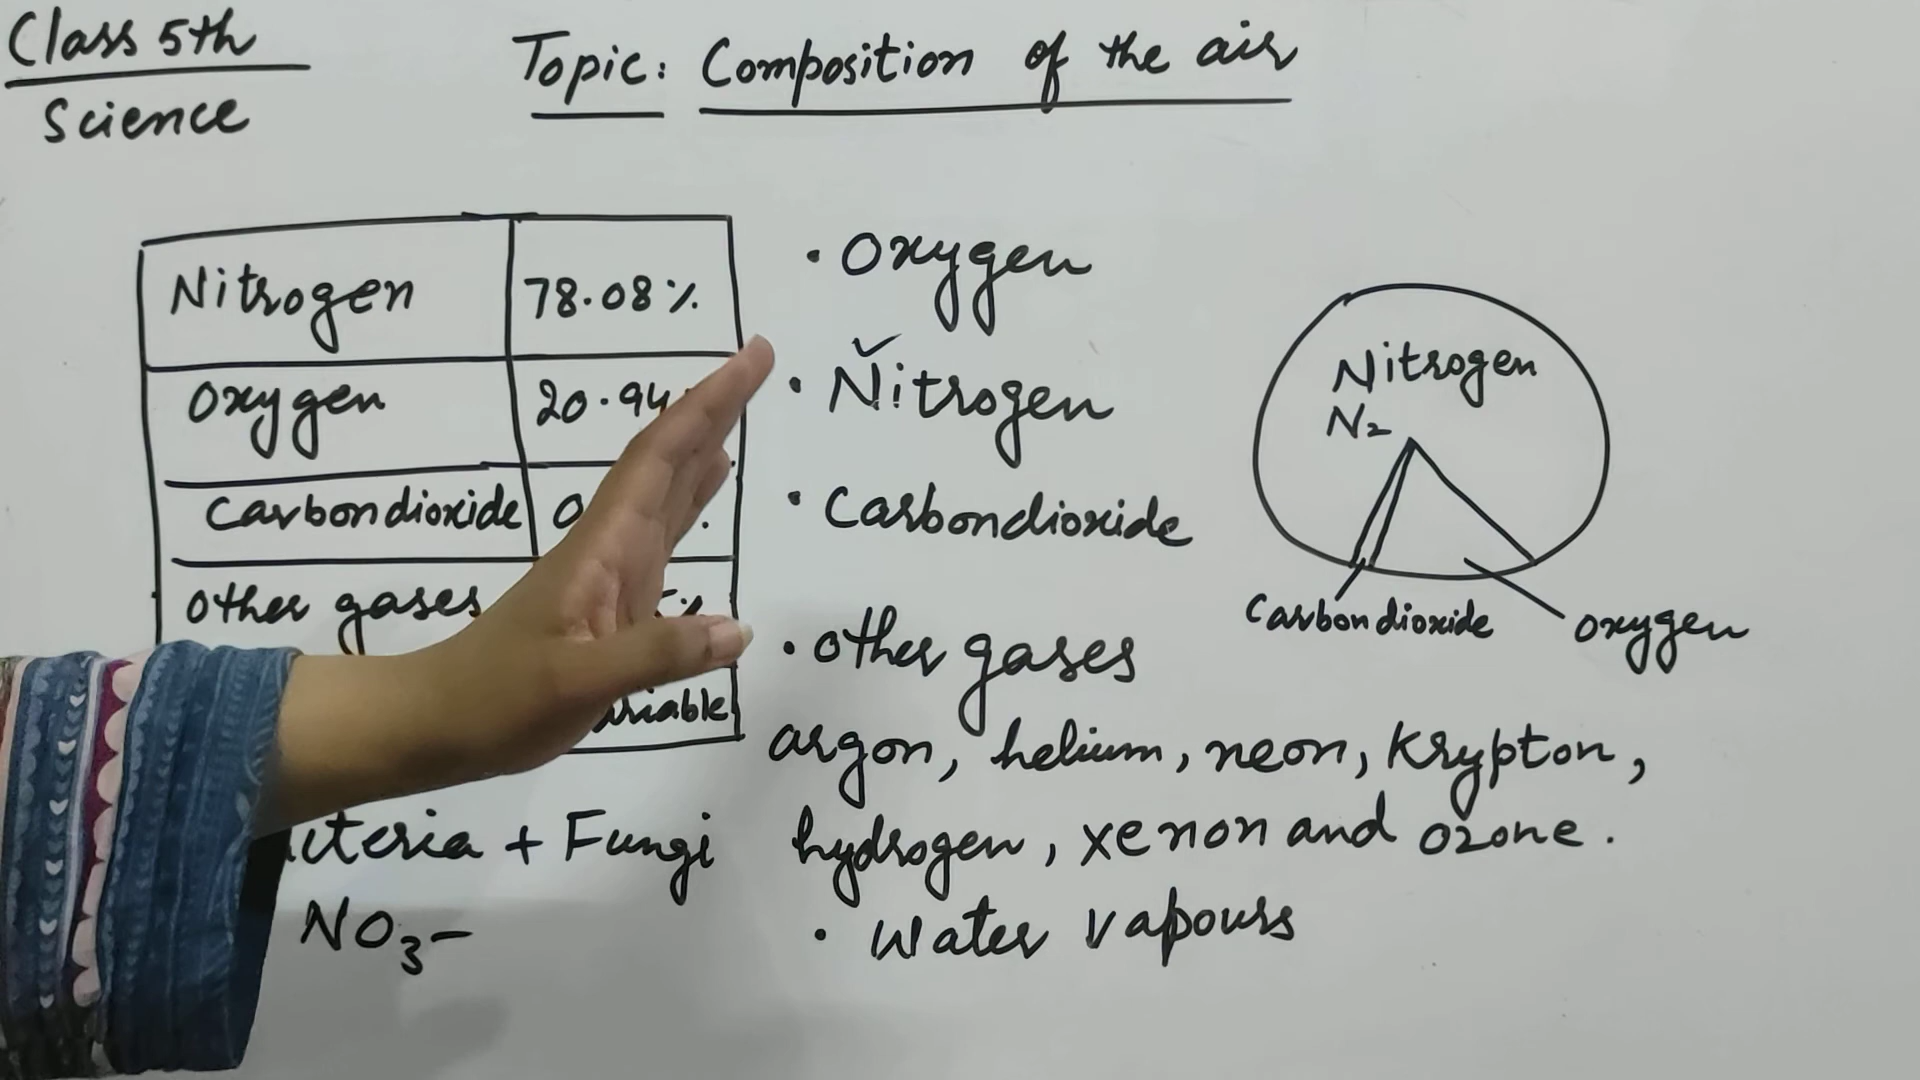 Class 5th
Science
Topic: Composition of the air
Nitrogen 78.08%
Oxygen 20.94
Carbondioxide
Other gases
• Oxygen
• Nitrogen
• Carbondioxide
• Other gases
argon, helium, neon, Krypton,
hydrogen, xenon and ozone.
• Water vapours
Nitrogen
N2
Carbondioxide
Oxygen
+ Fungi
NO3-